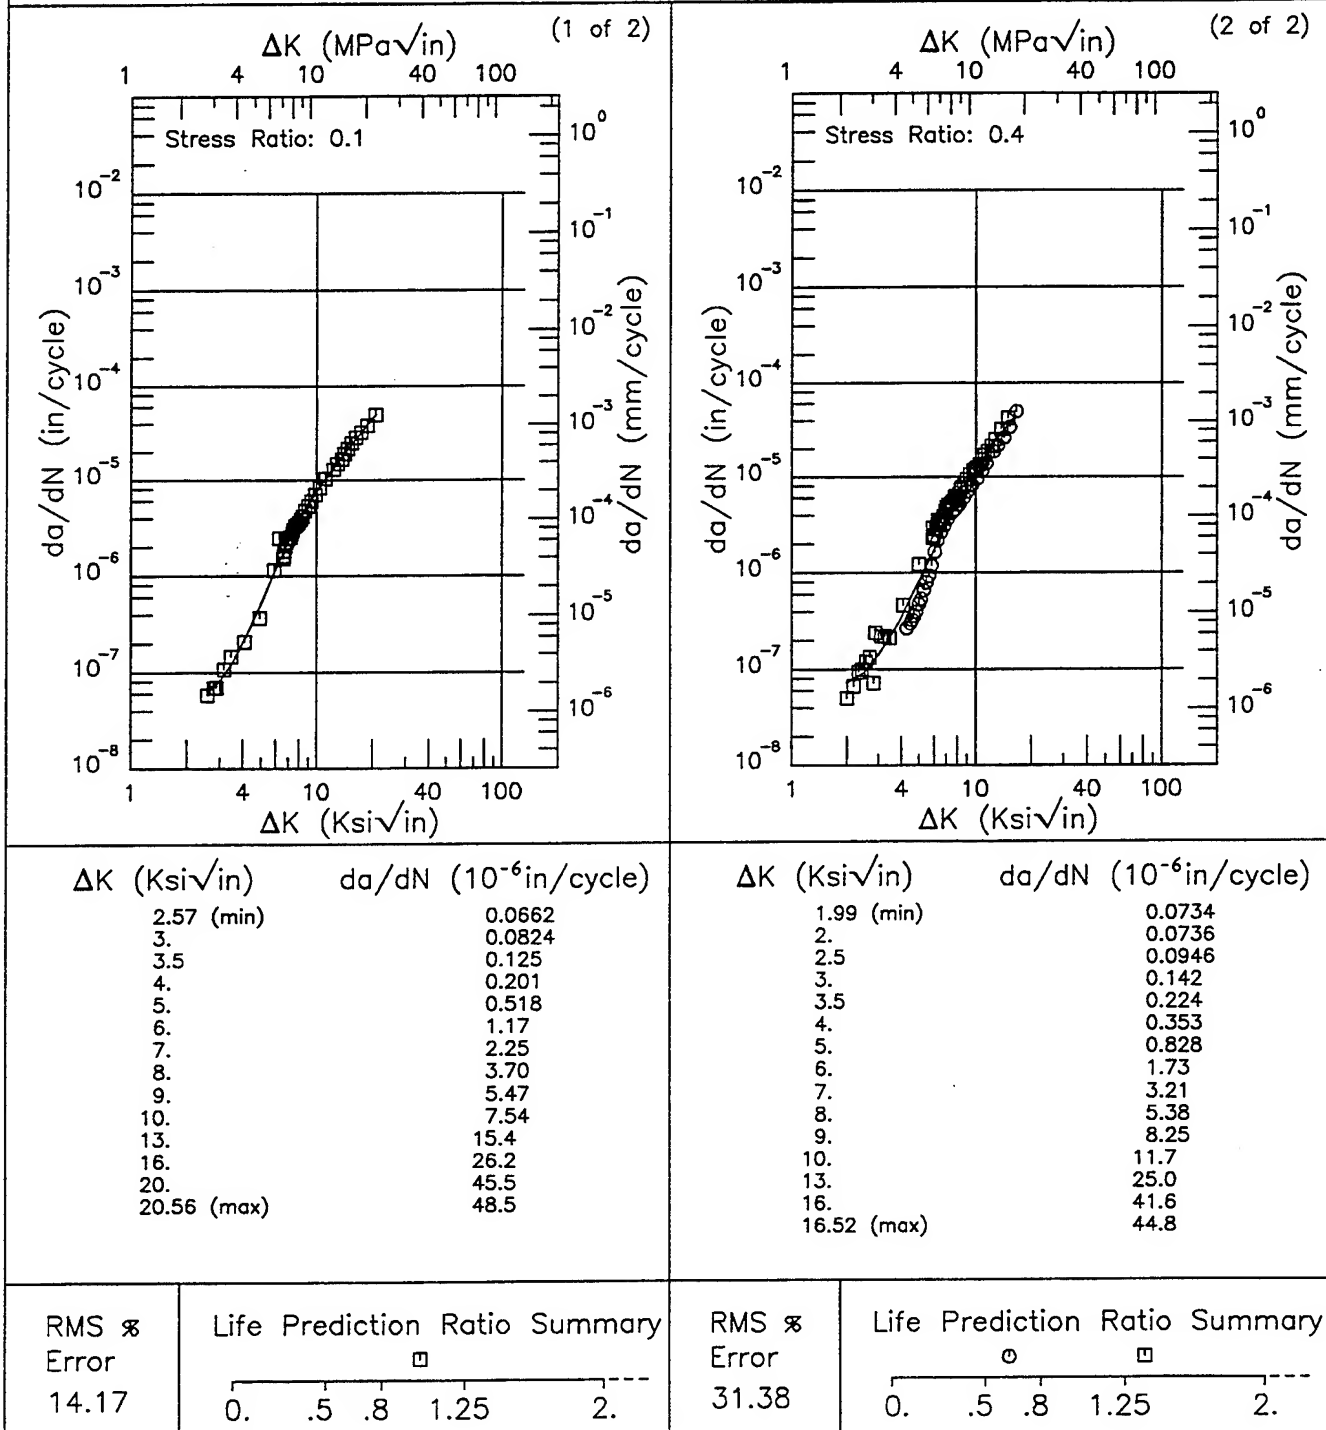 (1 of 2)
ΔK (MPa√in)
1 4 10 40 100
Stress Ratio: 0.1
10⁰
10⁻²
10⁻¹
10⁻³
10⁻²
10⁻⁴
10⁻³
10⁻⁵
10⁻⁴
10⁻⁶
10⁻⁵
10⁻⁷
10⁻⁶
10⁻⁸
da/dN (in/cycle)
da/dN (mm/cycle)
1 4 10 40 100
ΔK (Ksi√in)
ΔK (Ksi√in) da/dN (10⁻⁶in/cycle)
2.57 (min) 0.0662
3. 0.0824
3.5 0.125
4. 0.201
5. 0.518
6. 1.17
7. 2.25
8. 3.70
9. 5.47
10. 7.54
13. 15.4
16. 26.2
20. 45.5
20.56 (max) 48.5
RMS %
Error
14.17
Life Prediction Ratio Summary
0. .5 .8 1.25 2.
(2 of 2)
ΔK (MPa√in)
1 4 10 40 100
Stress Ratio: 0.4
10⁰
10⁻²
10⁻¹
10⁻³
10⁻²
10⁻⁴
10⁻³
10⁻⁵
10⁻⁴
10⁻⁶
10⁻⁵
10⁻⁷
10⁻⁶
10⁻⁸
da/dN (in/cycle)
da/dN (mm/cycle)
1 4 10 40 100
ΔK (Ksi√in)
ΔK (Ksi√in) da/dN (10⁻⁶in/cycle)
1.99 (min) 0.0734
2. 0.0736
2.5 0.0946
3. 0.142
3.5 0.224
4. 0.353
5. 0.828
6. 1.73
7. 3.21
8. 5.38
9. 8.25
10. 11.7
13. 25.0
16. 41.6
16.52 (max) 44.8
RMS %
Error
31.38
Life Prediction Ratio Summary
0. .5 .8 1.25 2.